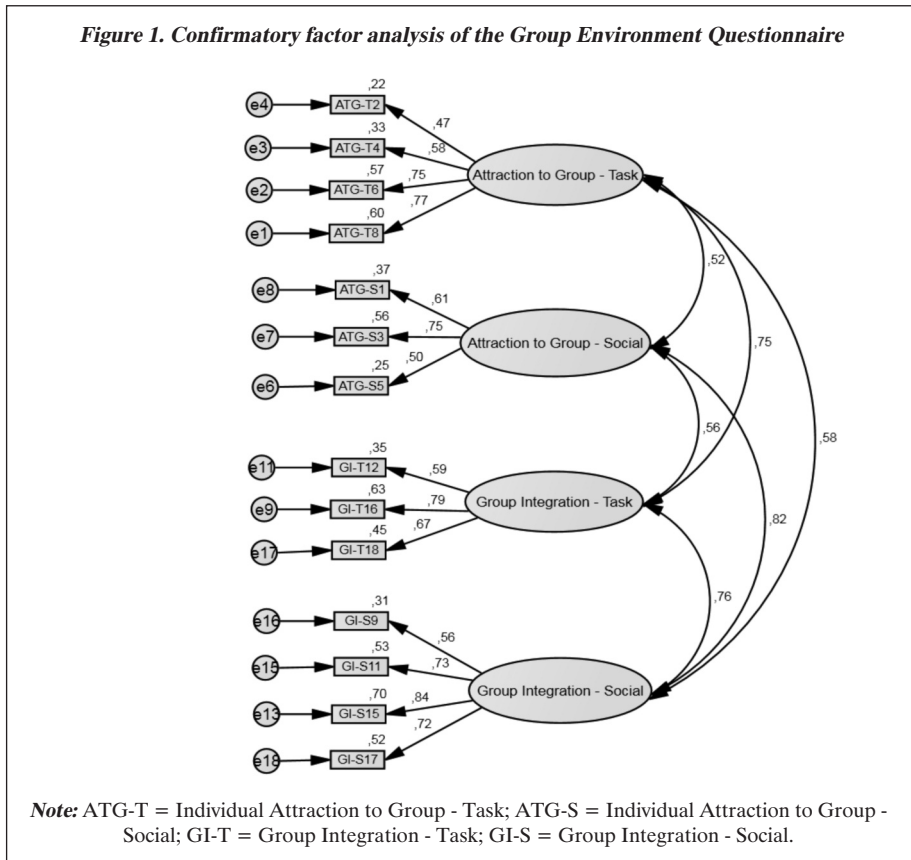 Figure 1. Confirmatory factor analysis of the Group Environment Questionnaire
,22
e4
ATG-T2
,47
,33
e3
ATG-T4
,58
,57
e2
ATG-T6
,75
Attraction to Group - Task
,60
e1
ATG-T8
,77
,52
,37
e8
ATG-S1
,61
,56
e7
ATG-S3
,75
Attraction to Group - Social
,75
,25
e6
ATG-S5
,50
,56
,58
,35
e11
GI-T12
,59
,63
e9
GI-T16
,79
Group Integration - Task
,82
,45
e17
GI-T18
,67
,76
,31
e16
GI-S9
,56
,53
e15
GI-S11
,73
,70
e13
GI-S15
,84
Group Integration - Social
,52
e18
GI-S17
,72
Note: ATG-T = Individual Attraction to Group - Task; ATG-S = Individual Attraction to Group -
Social; GI-T = Group Integration - Task; GI-S = Group Integration - Social.